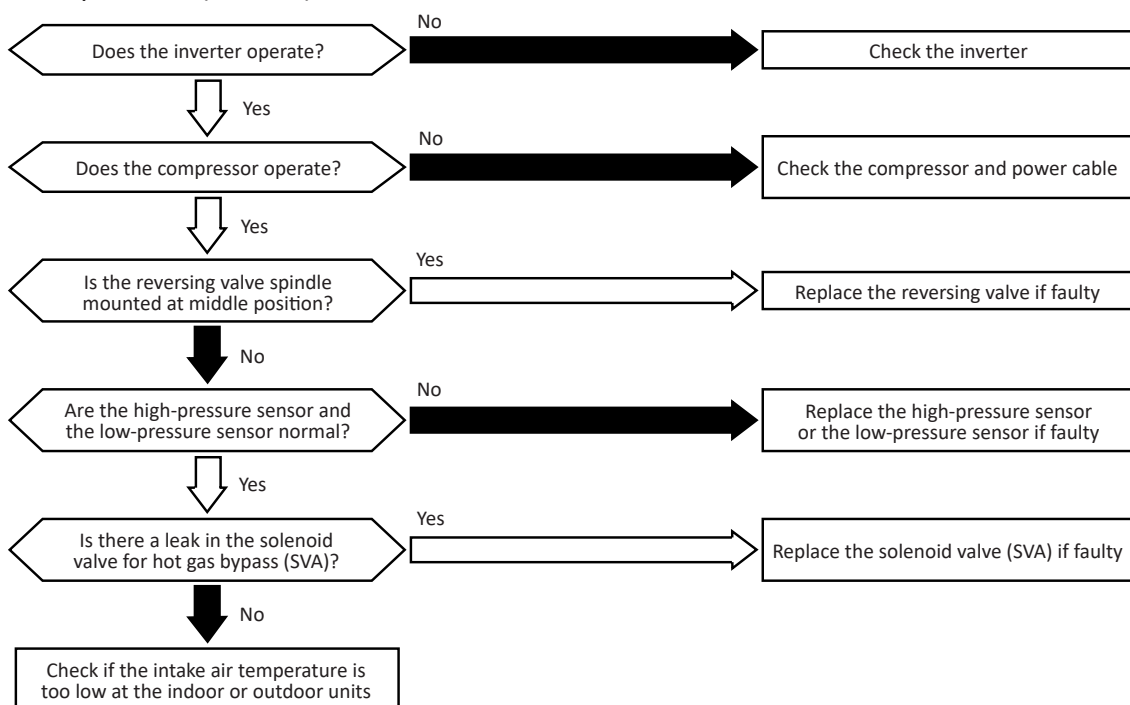 No
Does the inverter operate?
Check the inverter
Yes
No
Does the compressor operate?
Check the compressor and power cable
Yes
Yes
Is the reversing valve spindle
mounted at middle position?
Replace the reversing valve if faulty
No
No
Are the high-pressure sensor and
the low-pressure sensor normal?
Replace the high-pressure sensor
or the low-pressure sensor if faulty
Yes
Yes
Is there a leak in the solenoid
valve for hot gas bypass (SVA)?
Replace the solenoid valve (SVA) if faulty
No
Check if the intake air temperature is
too low at the indoor or outdoor units